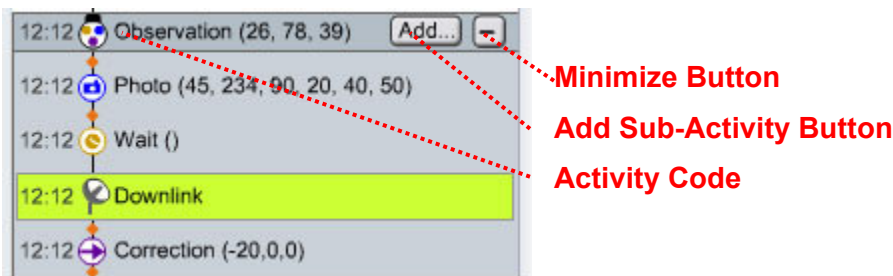 12:12 Observation (26, 78, 39) Add... −
Minimize Button
12:12 Photo (45, 234, 90, 20, 40, 50)
Add Sub-Activity Button
12:12 Wait ()
Activity Code
12:12 Downlink
12:12 Correction (-20,0,0)